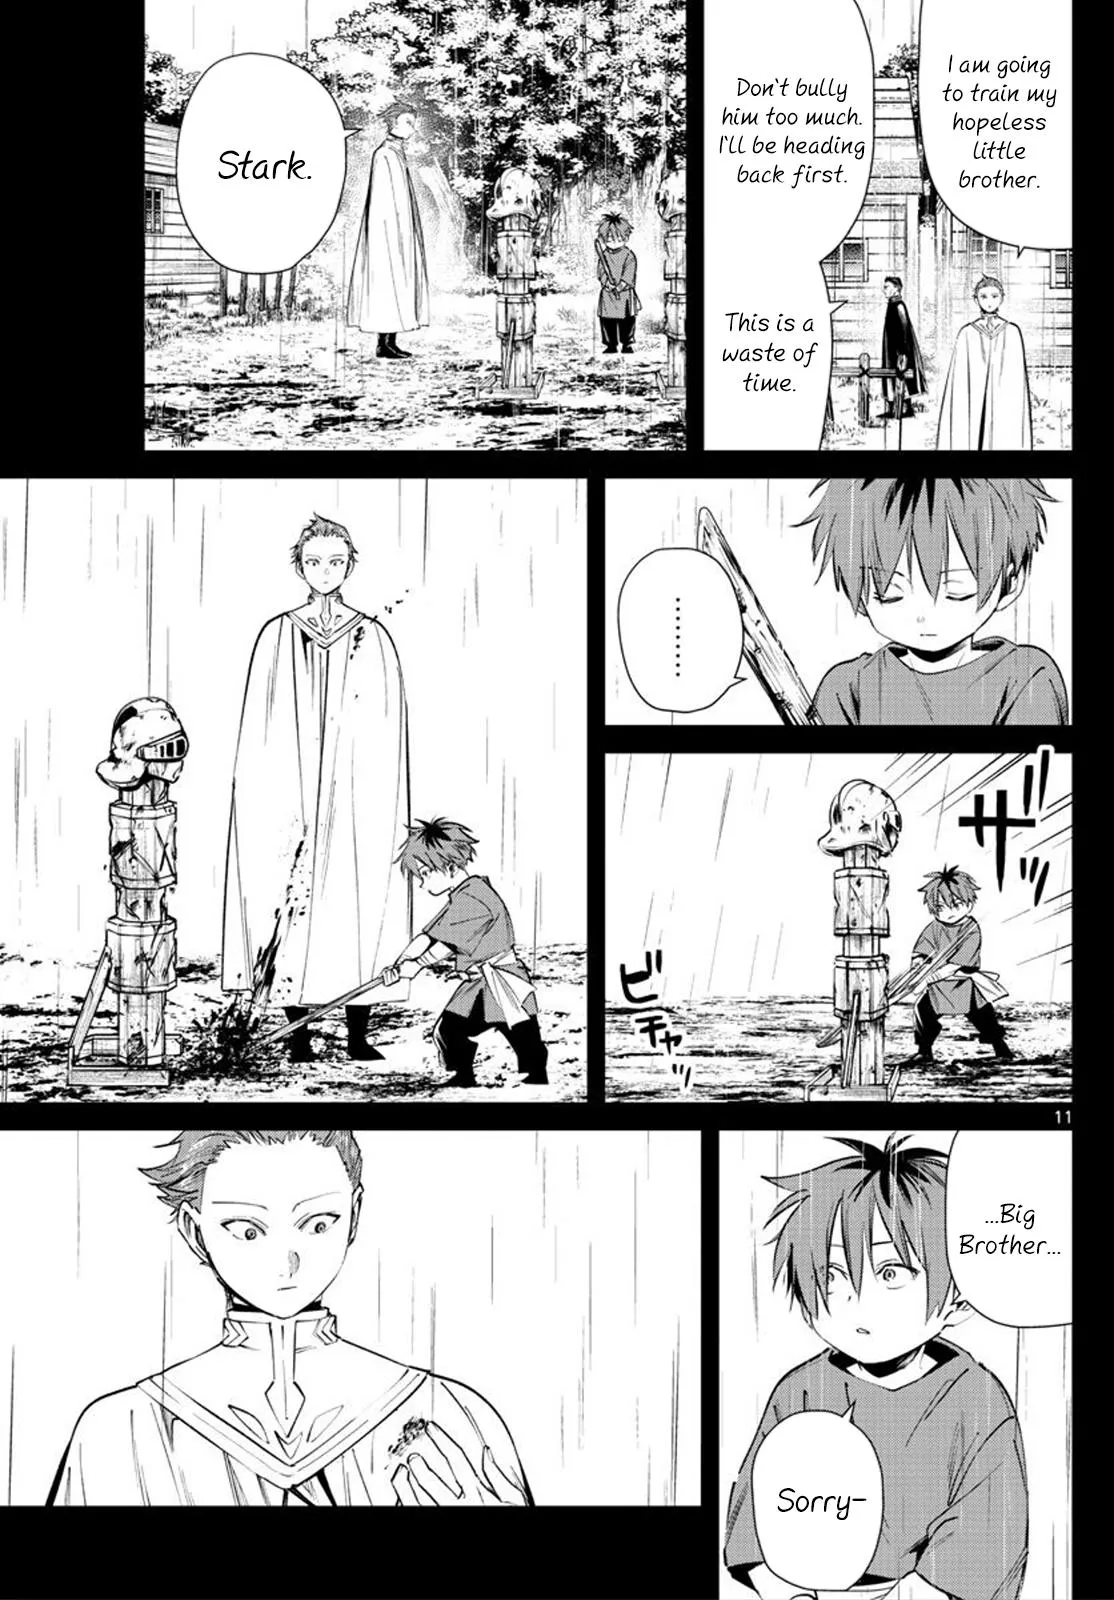 I am going
to train my
hopeless
little
brother.
Don't bully
him too much.
I'll be heading
back first.
This is a
waste of
time.
Stark.
.........
ザッ
ビチャッ
11
...Big
Brother...
Sorry-